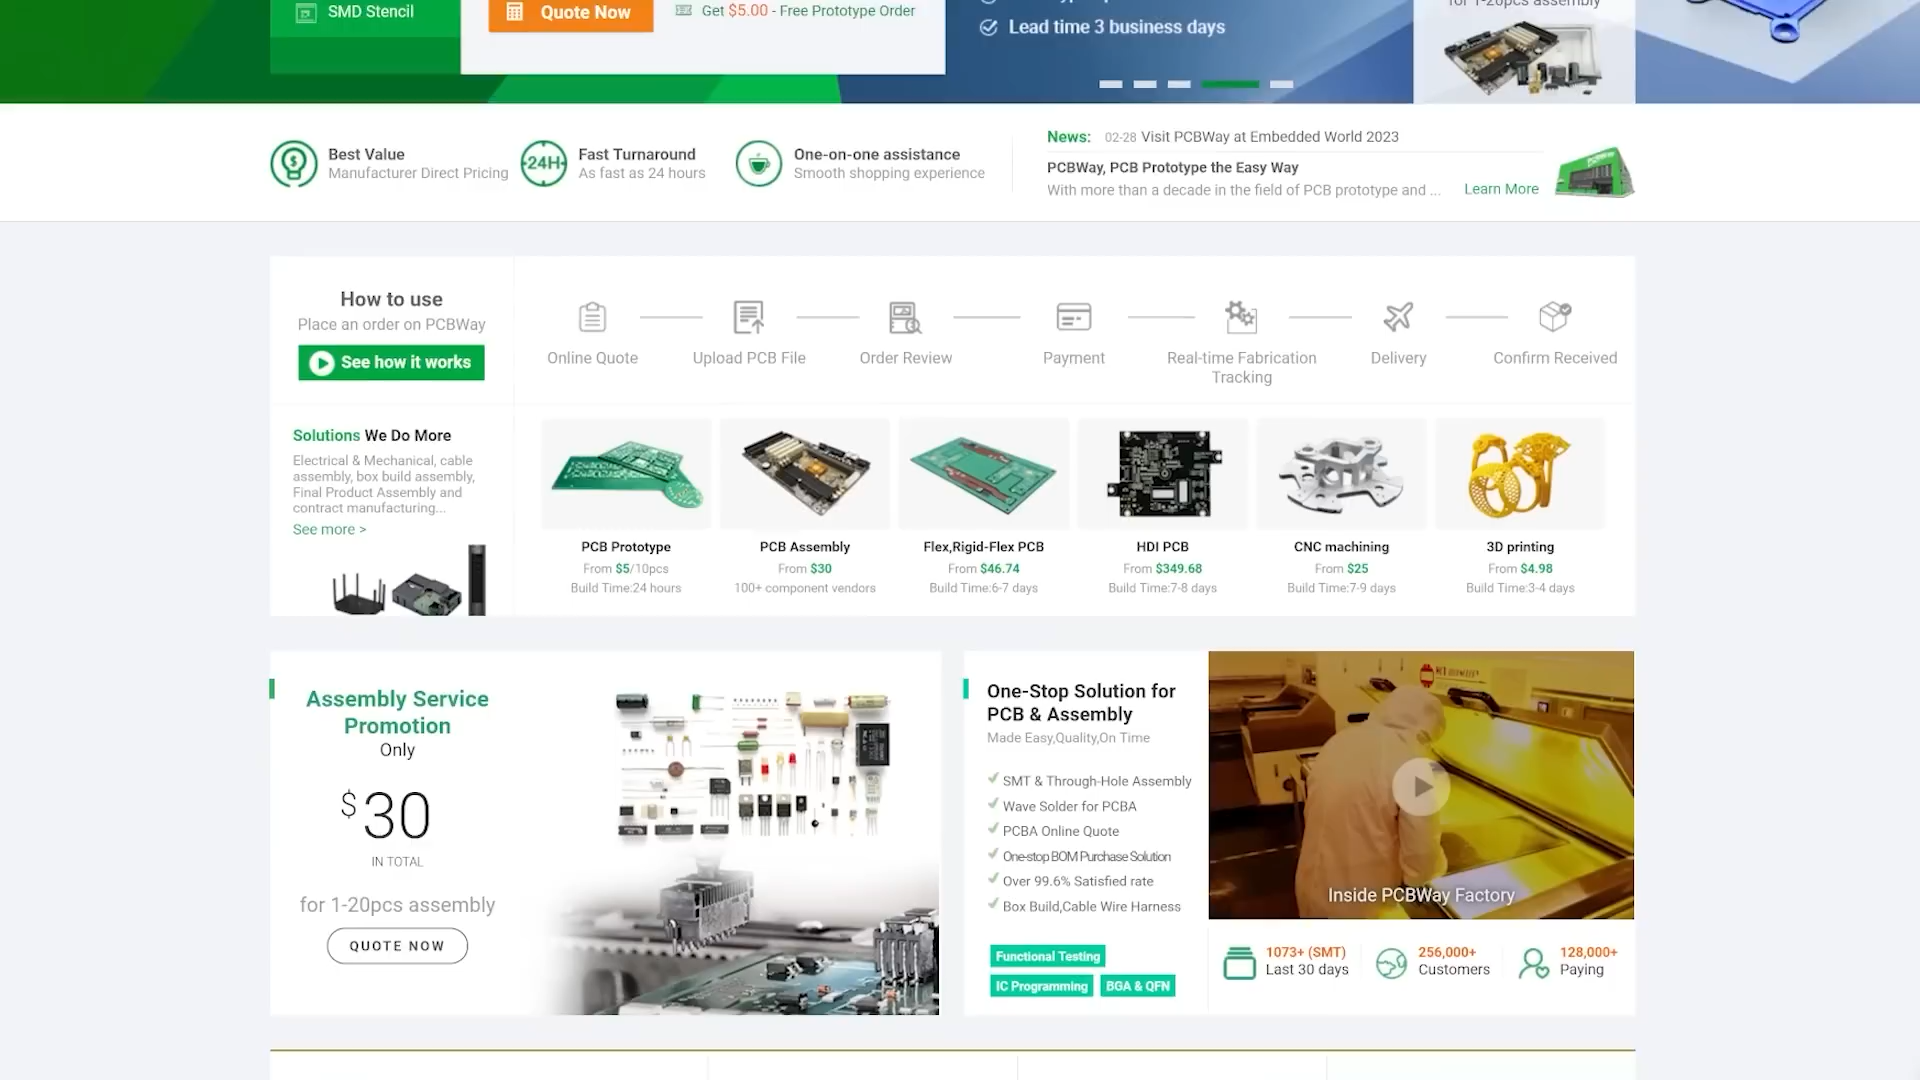 SMD Stencil
Quote Now
Get $5.00 - Free Prototype Order
Lead time 3 business days
for 1-20pcs assembly
Best Value
Manufacturer Direct Pricing
24H
Fast Turnaround
As fast as 24 hours
One-on-one assistance
Smooth shopping experience
News: 02-28 Visit PCBWay at Embedded World 2023
PCBWay, PCB Prototype the Easy Way
With more than a decade in the field of PCB prototype and ... Learn More
How to use
Place an order on PCBWay
See how it works
Online Quote
Upload PCB File
Order Review
Payment
Real-time Fabrication
Tracking
Delivery
Confirm Received
Solutions We Do More
Electrical & Mechanical, cable
assembly, box build assembly,
Final Product Assembly and
contract manufacturing...
See more >
PCB Prototype
From $5/10pcs
Build Time:24 hours
PCB Assembly
From $30
100+ component vendors
Flex,Rigid-Flex PCB
From $46.74
Build Time:6-7 days
HDI PCB
From $349.68
Build Time:7-8 days
CNC machining
From $25
Build Time:7-9 days
3D printing
From $4.98
Build Time:3-4 days
Assembly Service
Promotion
Only
$30
IN TOTAL
for 1-20pcs assembly
QUOTE NOW
One-Stop Solution for
PCB & Assembly
Made Easy,Quality,On Time
SMT & Through-Hole Assembly
Wave Solder for PCBA
PCBA Online Quote
One-stop BOM Purchase Solution
Over 99.6% Satisfied rate
Box Build,Cable Wire Harness
Functional Testing
IC Programming
BGA & QFN
Inside PCBWay Factory
1073+ (SMT)
Last 30 days
256,000+
Customers
128,000+
Paying